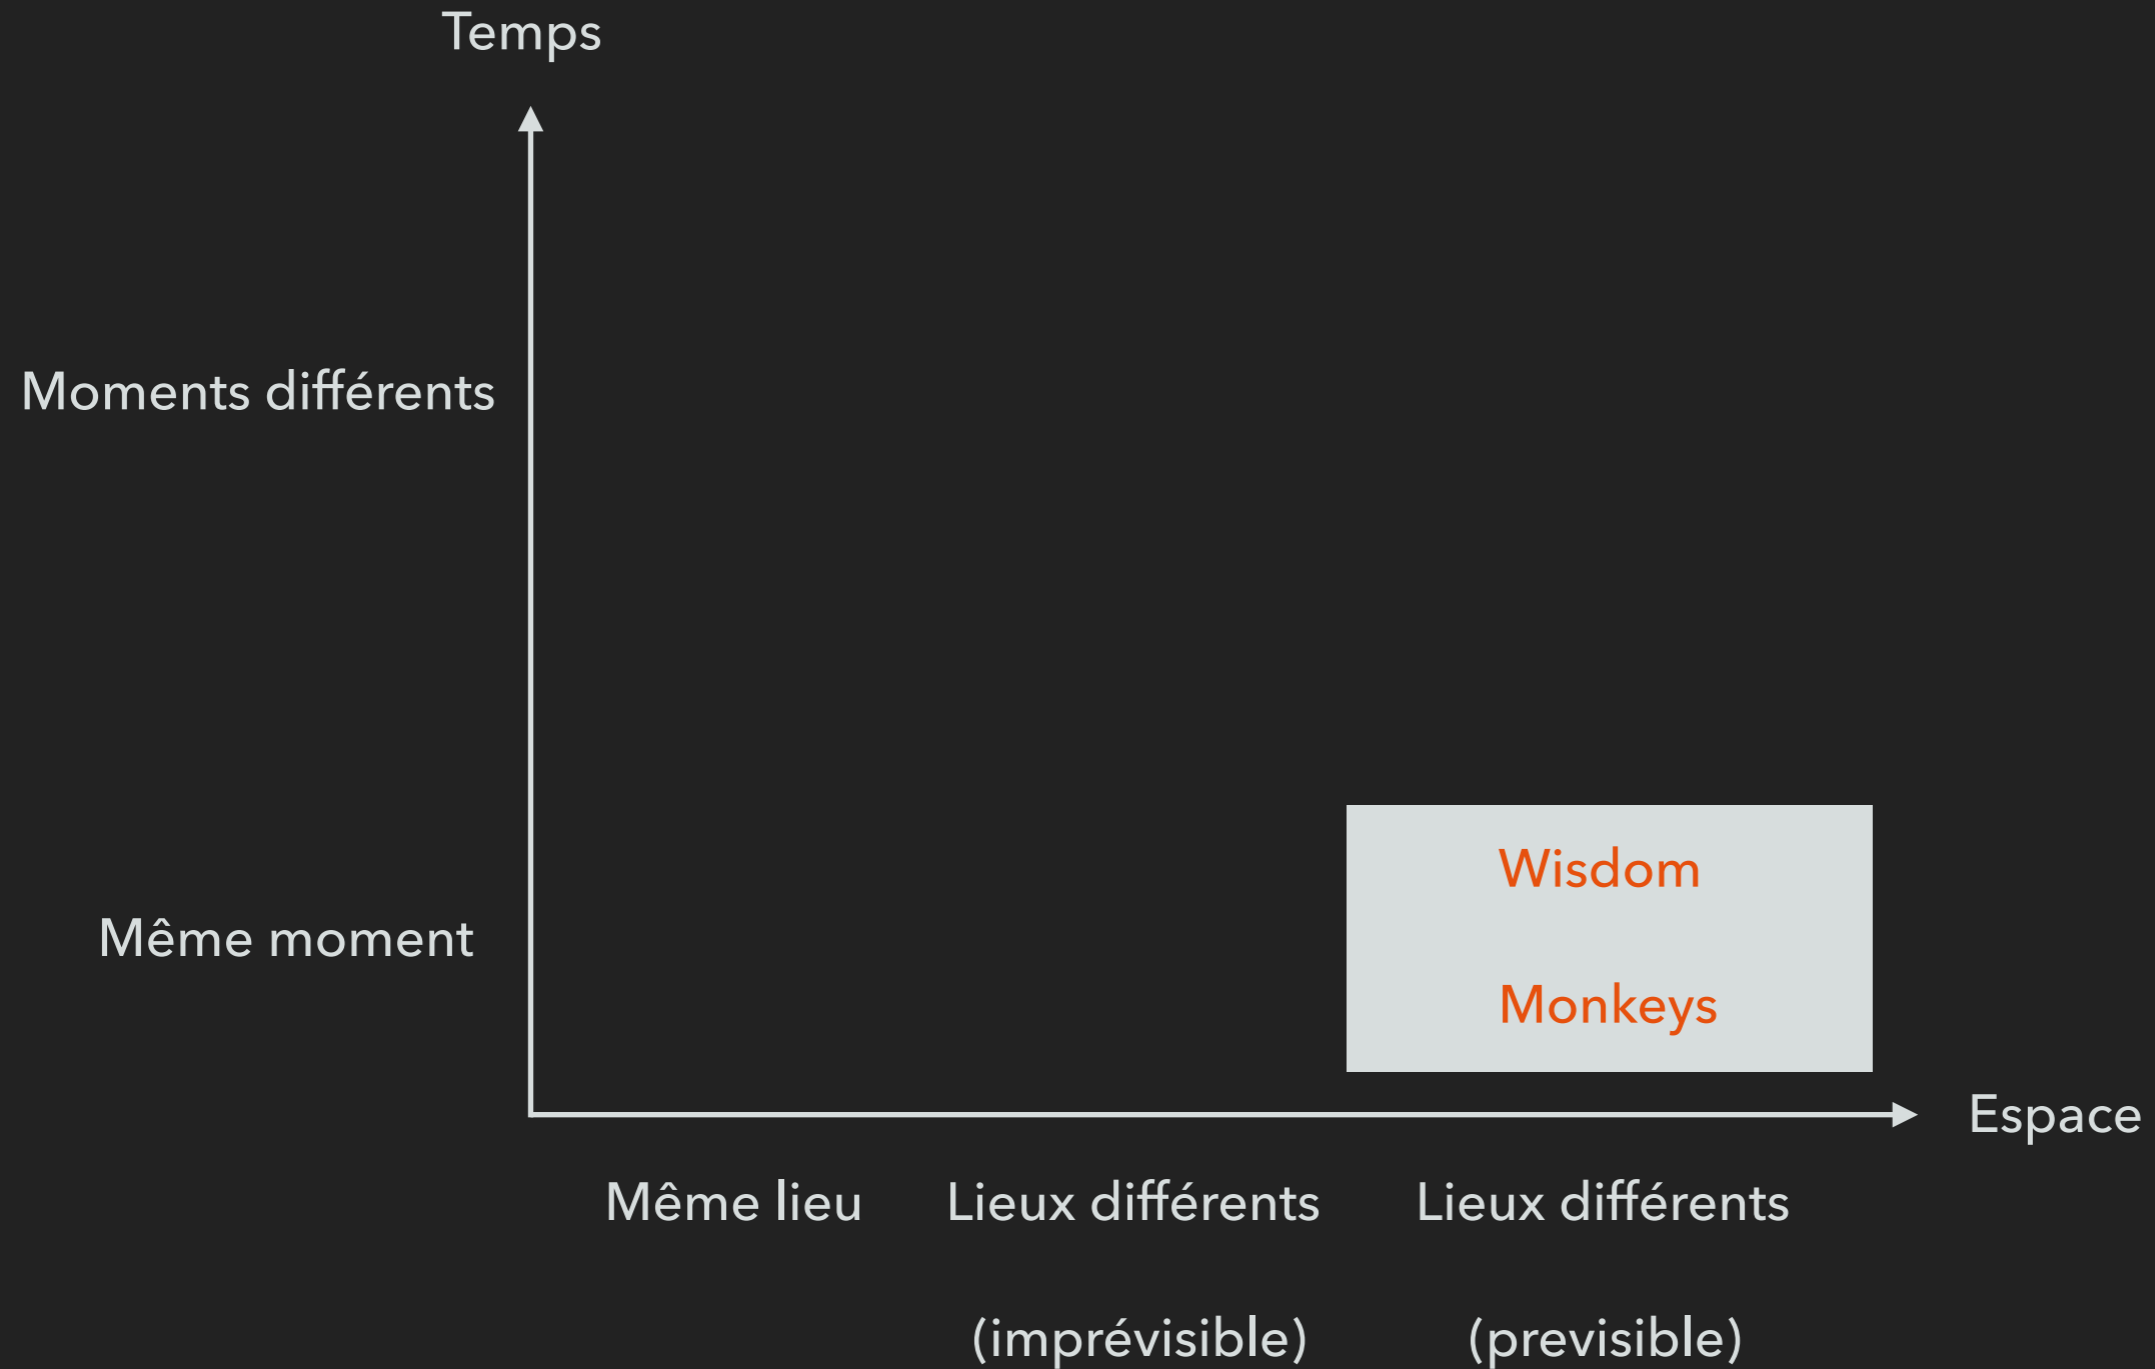 Temps
Moments différents
Wisdom
Même moment
Monkeys
Espace
Même lieu
Lieux différents
Lieux différents
(imprévisible)
(previsible)